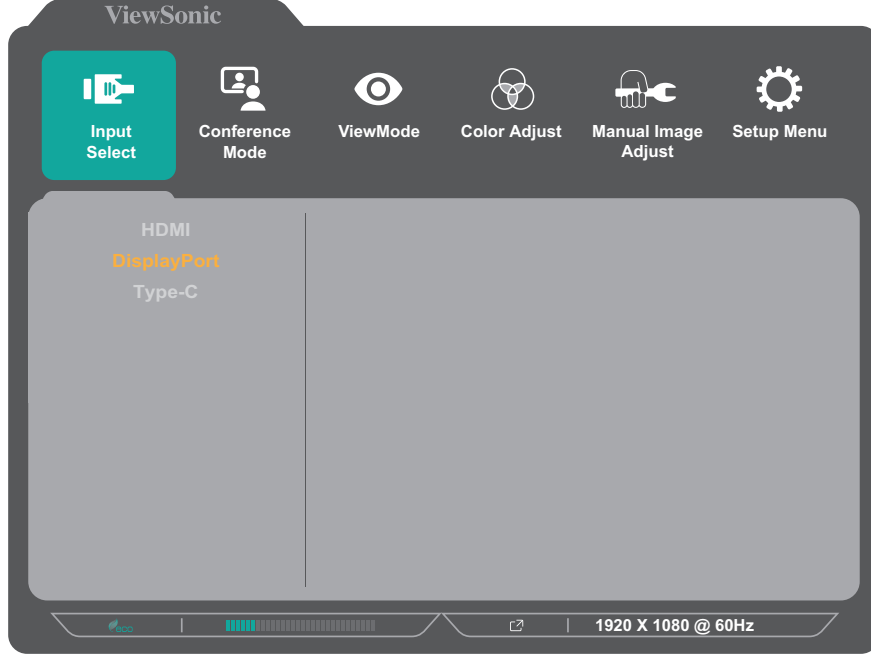 ViewSonic
Input
Select
Conference
Mode
ViewMode
Color Adjust
Manual Image
Adjust
Setup Menu
HDMI
DisplayPort
Type-C
eco
1920 X 1080 @ 60Hz